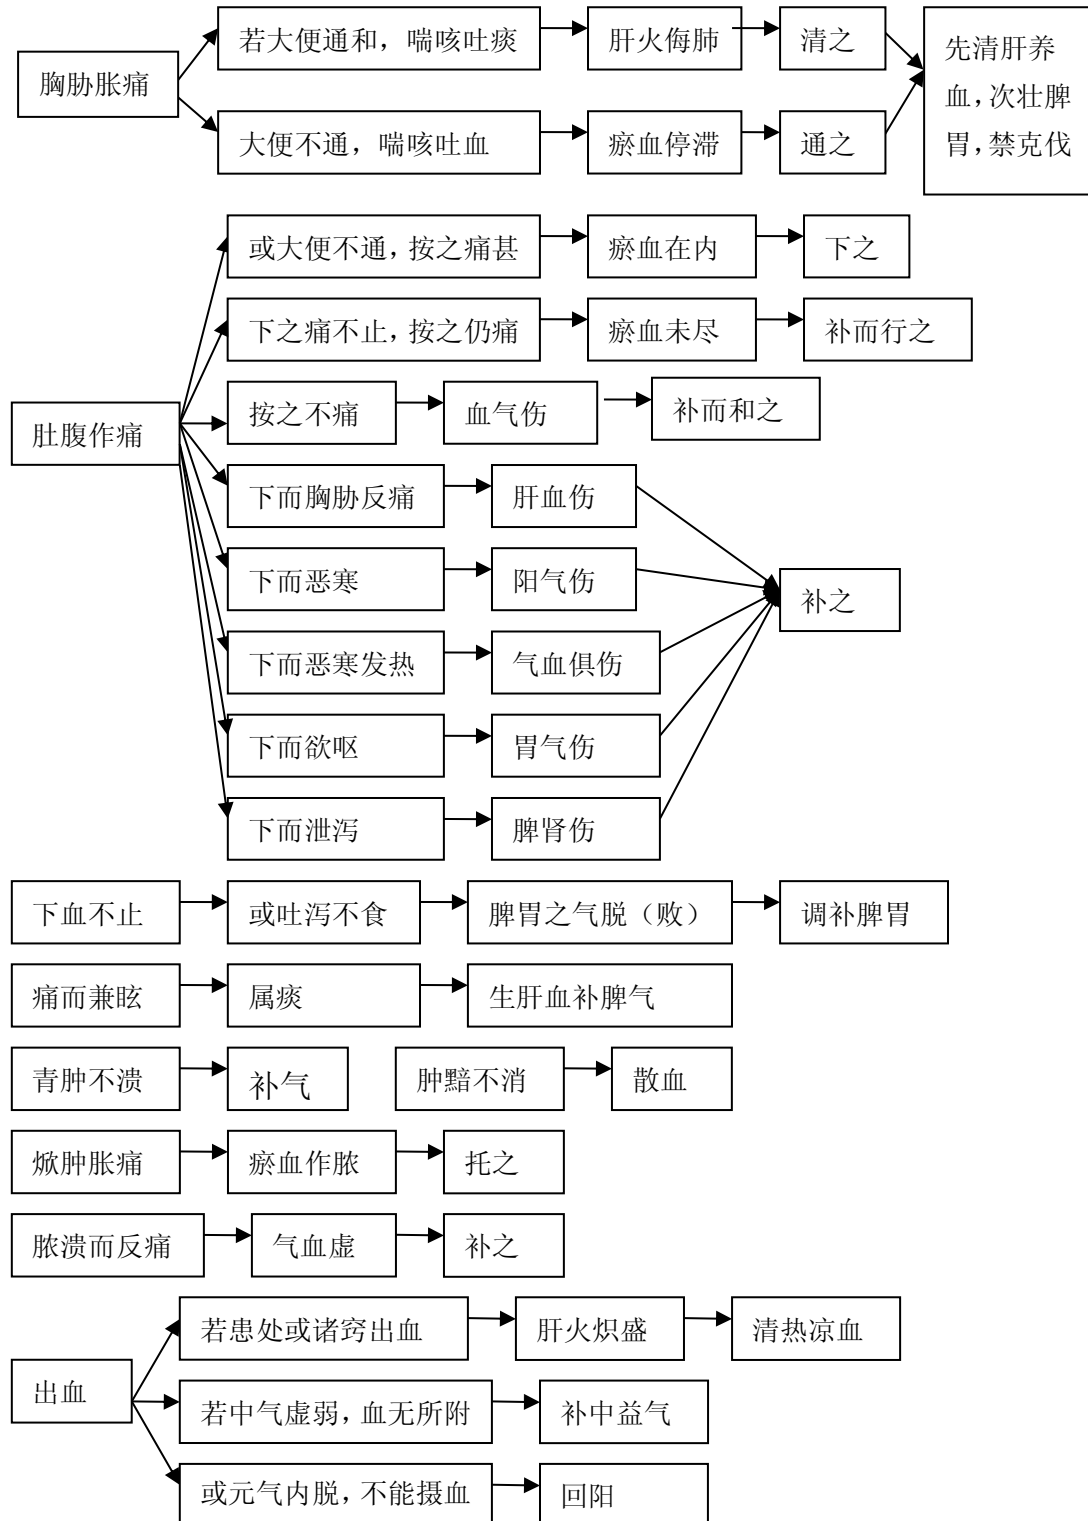 胸胁胀痛
若大便通和，喘咳吐痰
肝火侮肺
清之
大便不通，喘咳吐血
瘀血停滞
通之
先清肝养
血，次壮脾
胃，禁克伐
肚腹作痛
或大便不通，按之痛甚
瘀血在内
下之
下之痛不止，按之仍痛
瘀血未尽
补而行之
按之不痛
血气伤
补而和之
下而胸胁反痛
肝血伤
下而恶寒
阳气伤
下而恶寒发热
气血俱伤
下而欲呕
胃气伤
下而泄泻
脾肾伤
补之
下血不止
或吐泻不食
脾胃之气脱（败）
调补脾胃
痛而兼眩
属痰
生肝血补脾气
青肿不溃
补气
肿黯不消
散血
焮肿胀痛
瘀血作脓
托之
脓溃而反痛
气血虚
补之
出血
若患处或诸窍出血
肝火炽盛
清热凉血
若中气虚弱，血无所附
补中益气
或元气内脱，不能摄血
回阳